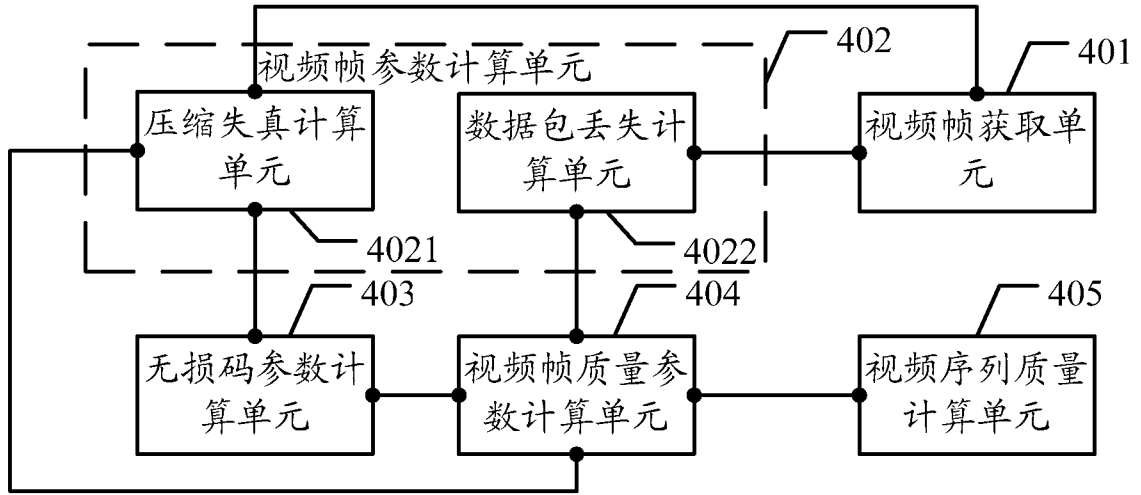 402
401
视频帧参数计算单元
压缩失真计算
单元
数据包丢失计
算单元
视频帧获取单
元
4021
4022
403
404
405
无损码参数计
算单元
视频帧质量参
数计算单元
视频序列质量
计算单元